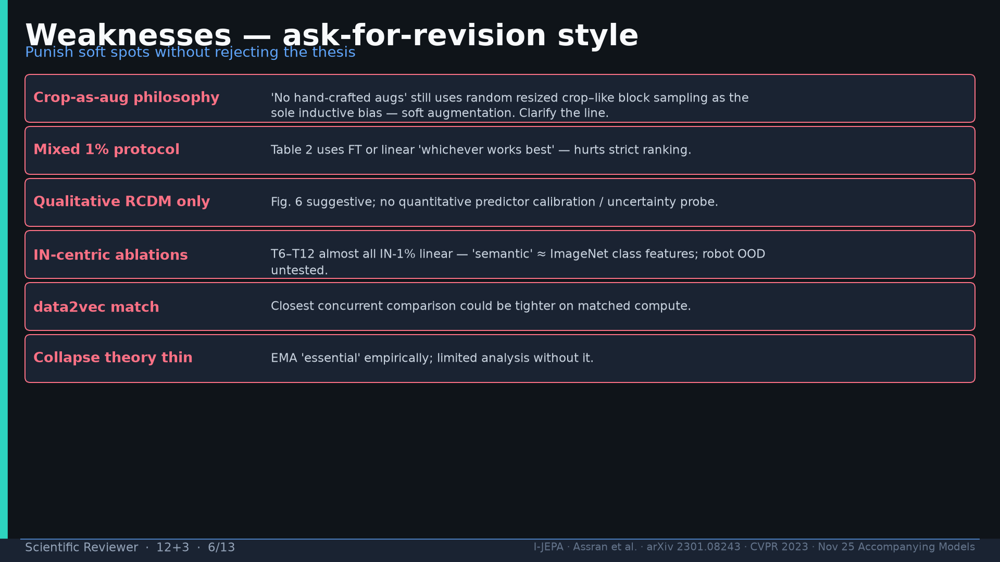 Weaknesses — ask-for-revision style
Punish soft spots without rejecting the thesis
Crop-as-aug philosophy
'No hand-crafted augs' still uses random resized crop–like block sampling as the
sole inductive bias — soft augmentation. Clarify the line.
Mixed 1% protocol
Table 2 uses FT or linear 'whichever works best' — hurts strict ranking.
Qualitative RCDM only
Fig. 6 suggestive; no quantitative predictor calibration / uncertainty probe.
IN-centric ablations
T6–T12 almost all IN-1% linear — 'semantic' ≈ ImageNet class features; robot OOD
untested.
data2vec match
Closest concurrent comparison could be tighter on matched compute.
Collapse theory thin
EMA 'essential' empirically; limited analysis without it.
Scientific Reviewer · 12+3 · 6/13
I-JEPA · Assran et al. · arXiv 2301.08243 · CVPR 2023 · Nov 25 Accompanying Models